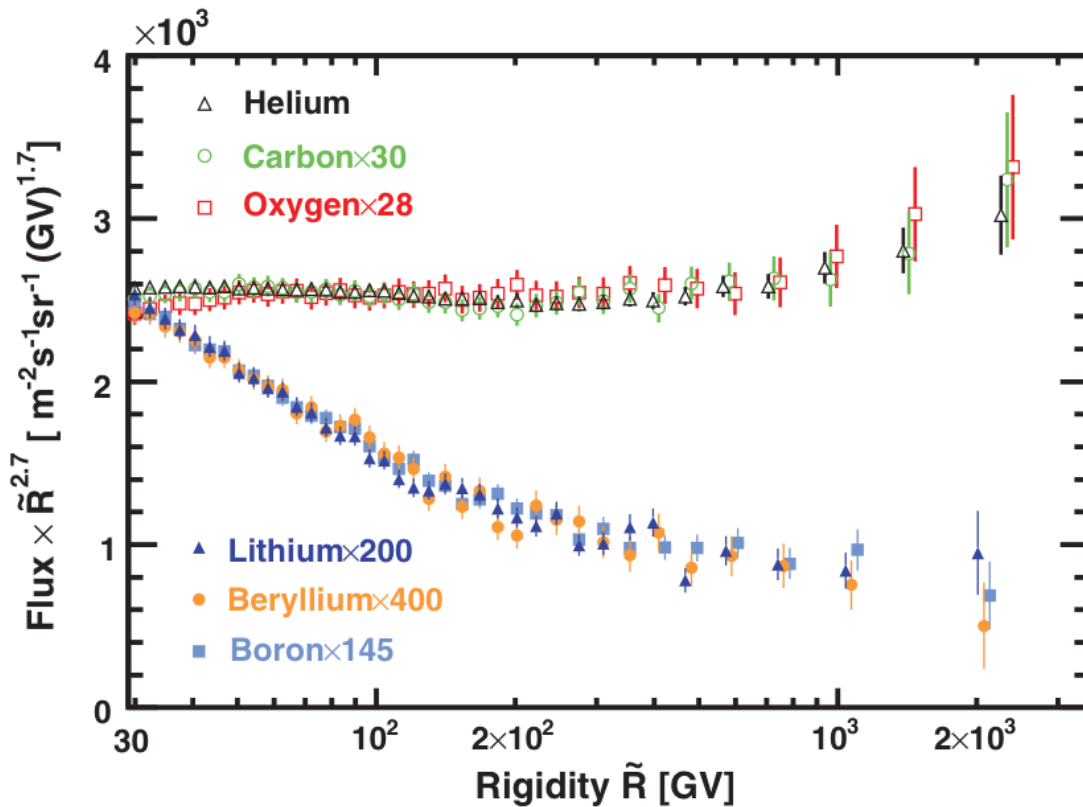 ×10³
4
3
2
1
0
Flux × R̃²·⁷ [ m⁻²s⁻¹sr⁻¹ (GV)¹·⁷]
Helium
Carbon×30
Oxygen×28
Lithium×200
Beryllium×400
Boron×145
30
10²
2×10²
10³
2×10³
Rigidity R̃ [GV]